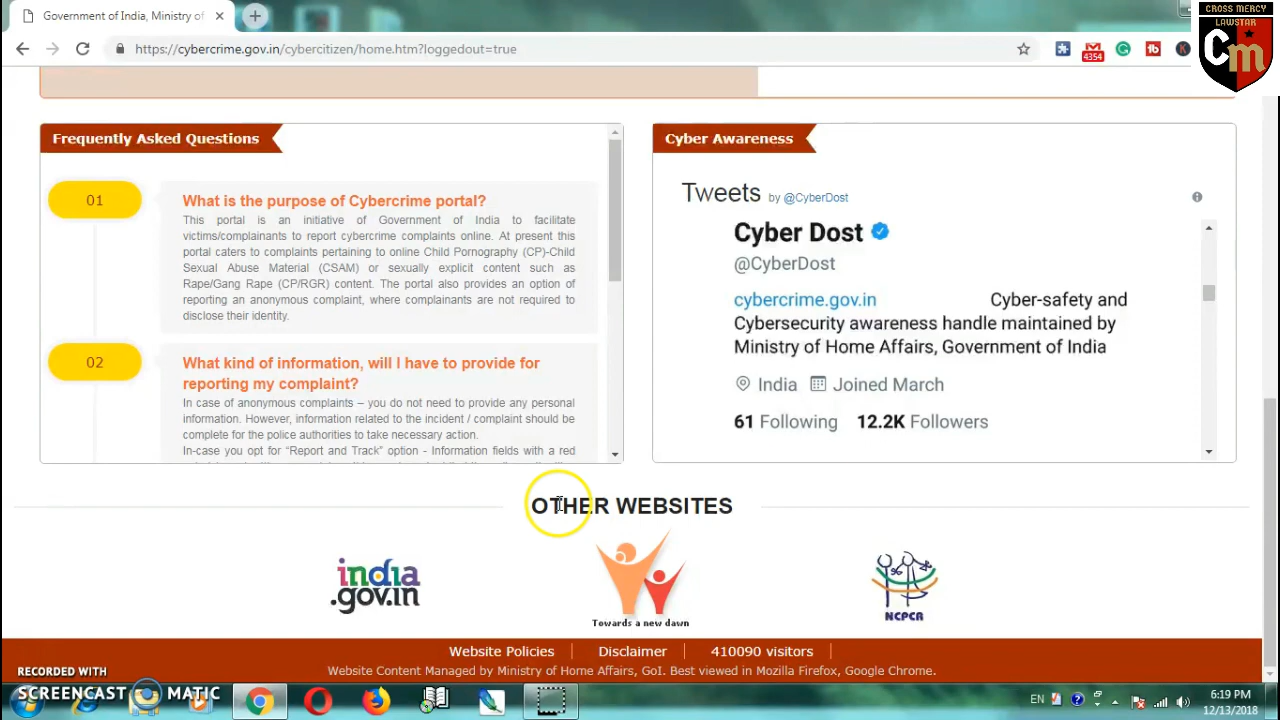 Government of India, Ministry of
CROSS MERCY
LAWSTAR
Cm
https://cybercrime.gov.in/cybercitizen/home.htm?loggedout=true
4354
K
Frequently Asked Questions
01
What is the purpose of Cybercrime portal?
This portal is an initiative of Government of India to facilitate
victims/complainants to report cybercrime complaints online. At present this
portal caters to complaints pertaining to online Child Pornography (CP)-Child
Sexual Abuse Material (CSAM) or sexually explicit content such as
Rape/Gang Rape (CP/RGR) content. The portal also provides an option of
reporting an anonymous complaint, where complainants are not required to
disclose their identity.
02
What kind of information, will I have to provide for
reporting my complaint?
In case of anonymous complaints – you do not need to provide any personal
information. However, information related to the incident / complaint should be
complete for the police authorities to take necessary action.
In-case you opt for “Report and Track” option - Information fields with a red
Cyber Awareness
Tweets by @CyberDost
Cyber Dost
@CyberDost
cybercrime.gov.in Cyber-safety and
Cybersecurity awareness handle maintained by
Ministry of Home Affairs, Government of India
India Joined March
61 Following 12.2K Followers
OTHER WEBSITES
india
.gov.in
Towards a new dawn
NCPCR
Website Policies
Disclaimer
410090 visitors
Website Content Managed by Ministry of Home Affairs, GoI. Best viewed in Mozilla Firefox, Google Chrome.
RECORDED WITH
SCREENCAST MATIC
EN
6:19 PM
12/13/2018